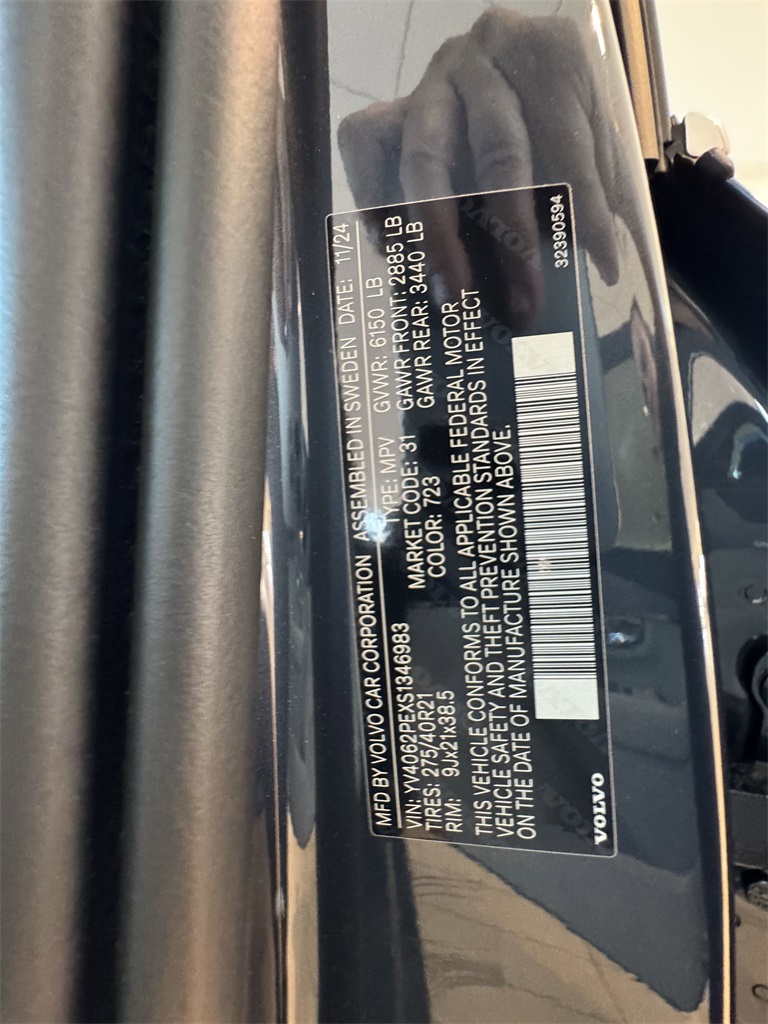 MFD BY VOLVO CAR CORPORATION ASSEMBLED IN SWEDEN DATE: 11/24
VIN: YV4062PEXS1346983 TYPE: MPV GVWR: 6150 LB
TIRES: 275/40R21 MARKET CODE: 31 GAWR FRONT: 2885 LB
RIM: 9Jx21x38.5 COLOR: 723 GAWR REAR: 3440 LB
THIS VEHICLE CONFORMS TO ALL APPLICABLE FEDERAL MOTOR
VEHICLE SAFETY AND THEFT PREVENTION STANDARDS IN EFFECT
ON THE DATE OF MANUFACTURE SHOWN ABOVE.
VOLVO 32390594